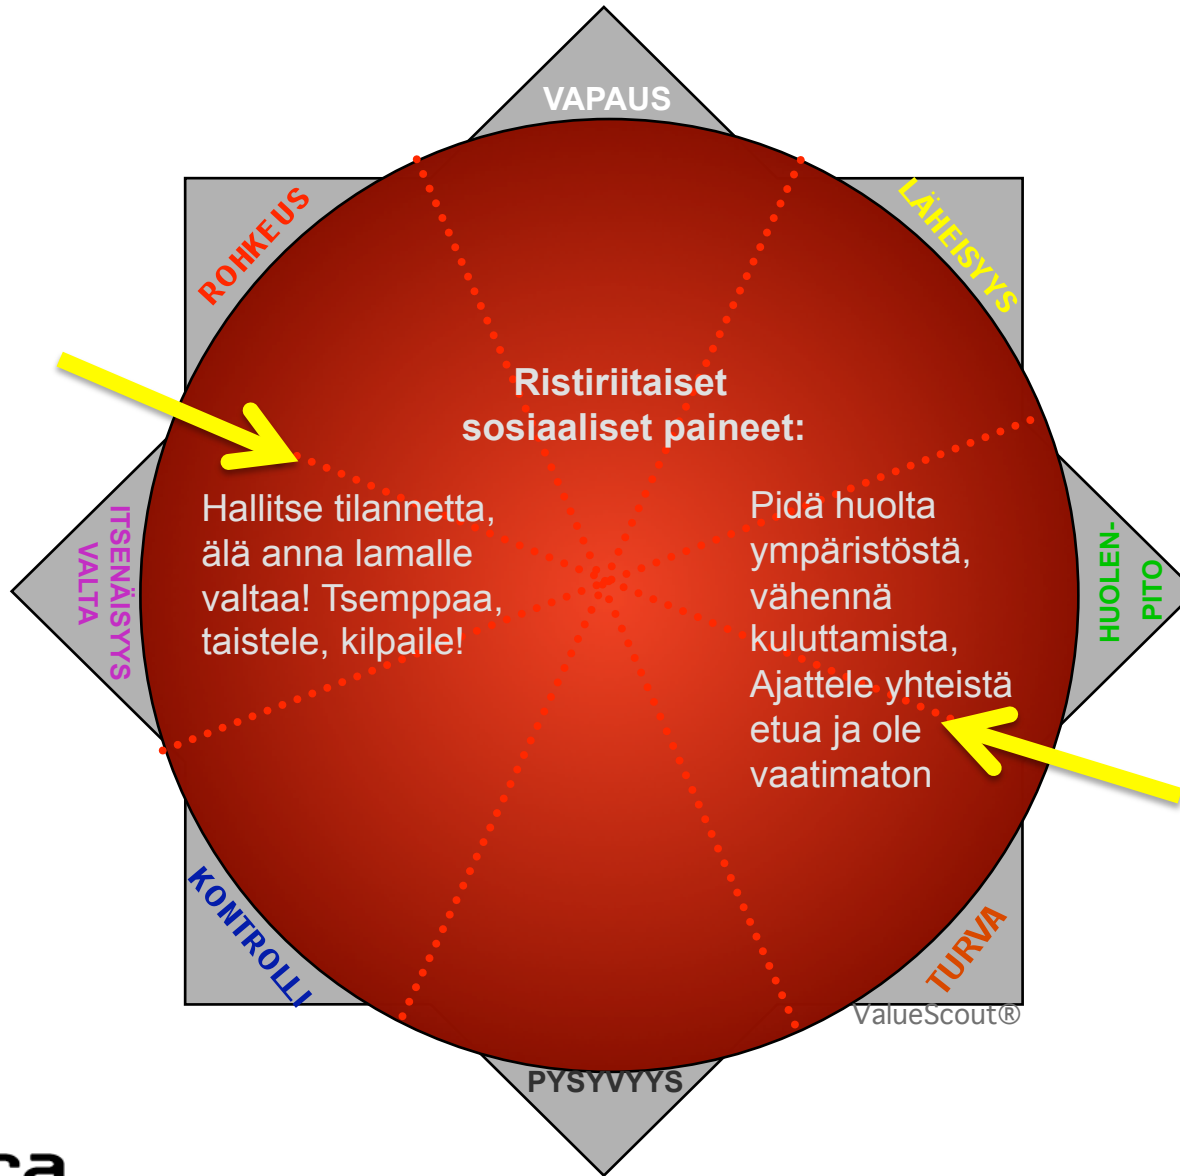 VAPAUS
ROHKEUS
LÄHEISYYS
Ristiriitaiset
sosiaaliset paineet:
Hallitse tilannetta,
älä anna lamalle
valtaa! Tsemppaa,
taistele, kilpaile!
Pidä huolta
ympäristöstä,
vähennä
kuluttamista,
Ajattele yhteistä
etua ja ole
vaatimaton
ITSENÄISYYS
VALTA
HUOLEN-
PITO
KONTROLLI
TURVA
ValueScout®
PYSYVYYS